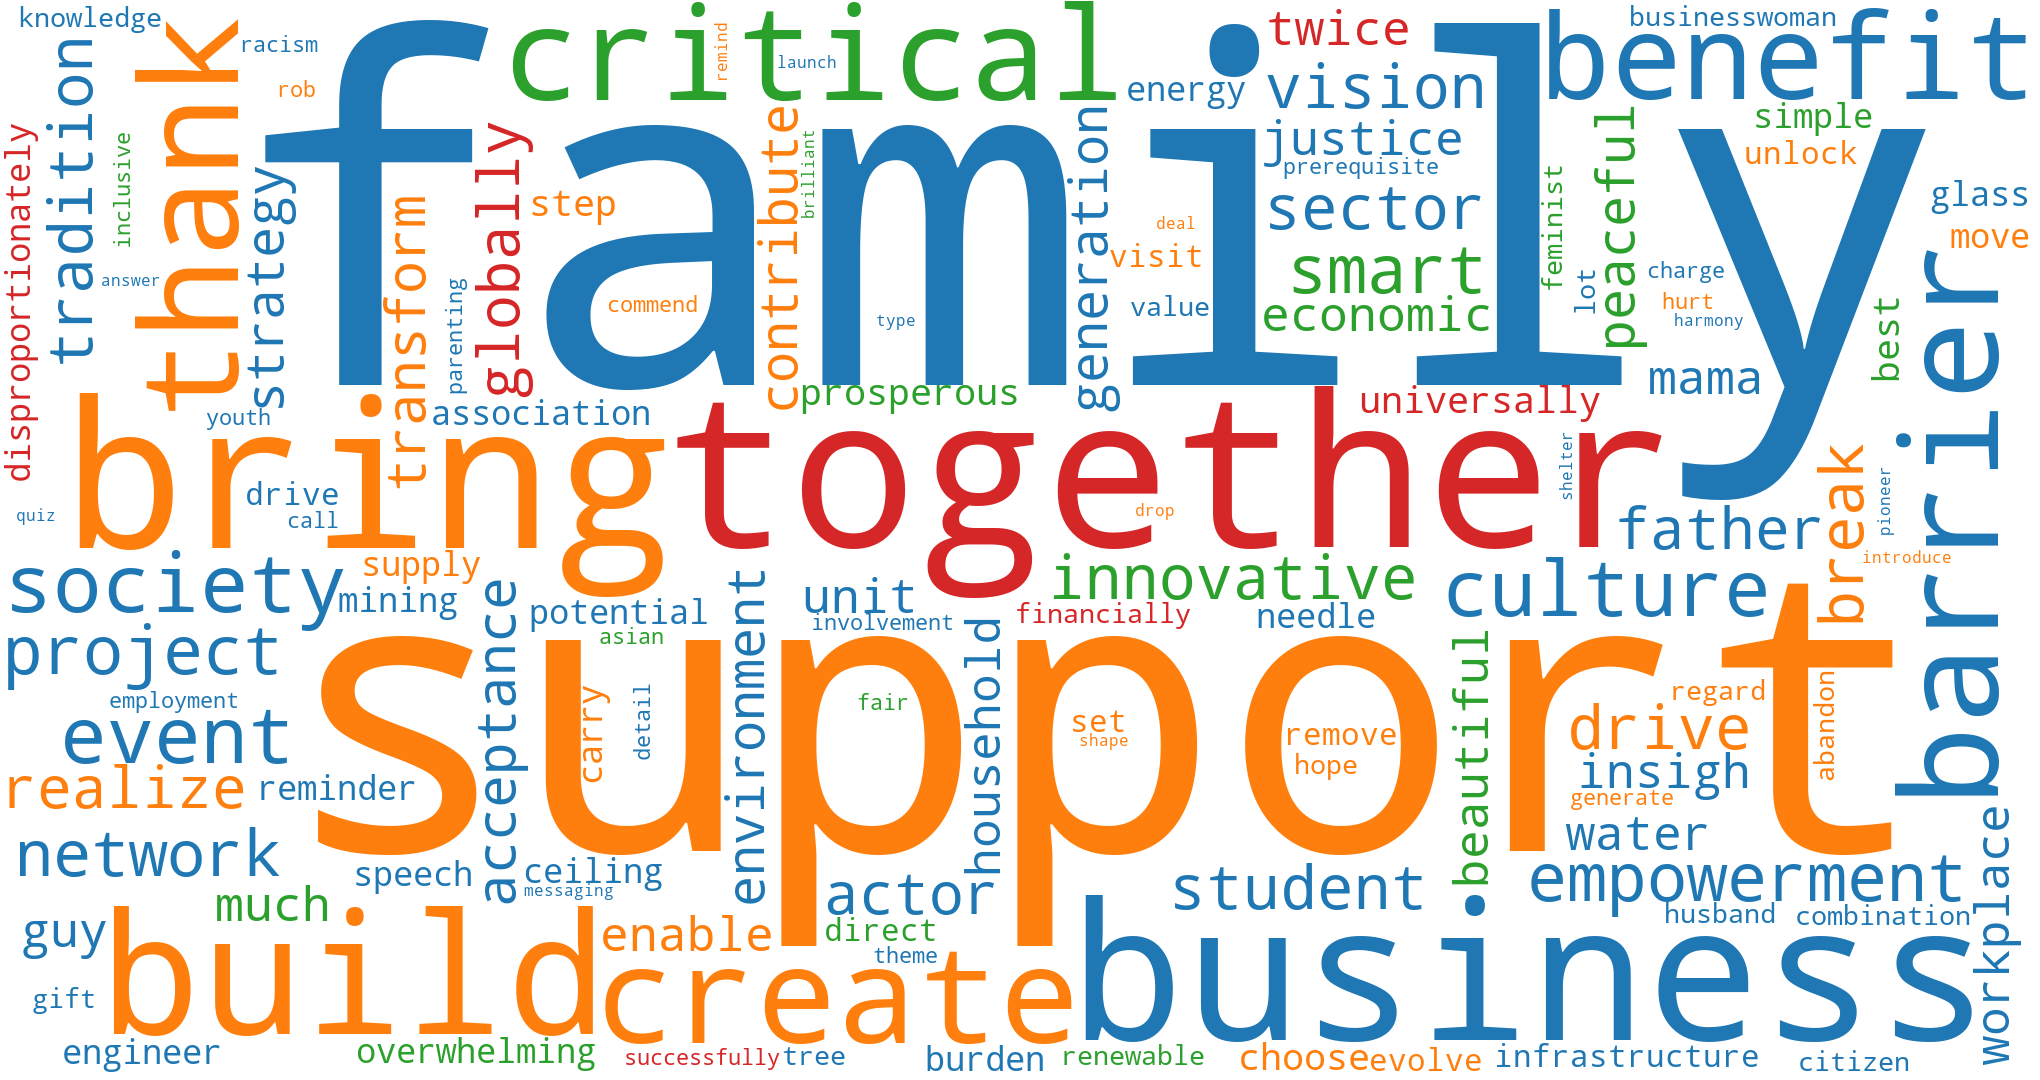 knowledge
critical
twice
businesswoman
benefit
racism
remind
launch
thank
family
vision
energy
rob
tradition
simple
justice
unlock
contribute
generation
peaceful
prerequisite
disproportionately
inclusive
strategy
globally
step
brilliant
sector
feminist
glass
transform
deal
move
visit
smart
answer
parenting
commend
type
value
economic
lot
charge
hurt
harmony
best
barrier
prosperous
mama
universally
youth
association
bring
together
drive
call
quiz
shelter
pioneer
drop
father
break
introduce
society
supply
mining
innovative
culture
potential
unit
involvement
financially
needle
asian
acceptance
environment
household
project
support
employment
event
carry
detail
fair
set
shape
remove
hope
beautiful
regard
drive
abandon
insigh
generate
realize
reminder
water
network
speech
ceiling
messaging
actor
student
empowerment
workplace
much
guy
build
enable
direct
theme
create
business
husband
combination
gift
engineer
overwhelming
successfully
tree
burden
renewable
choose
evolve
infrastructure
citizen